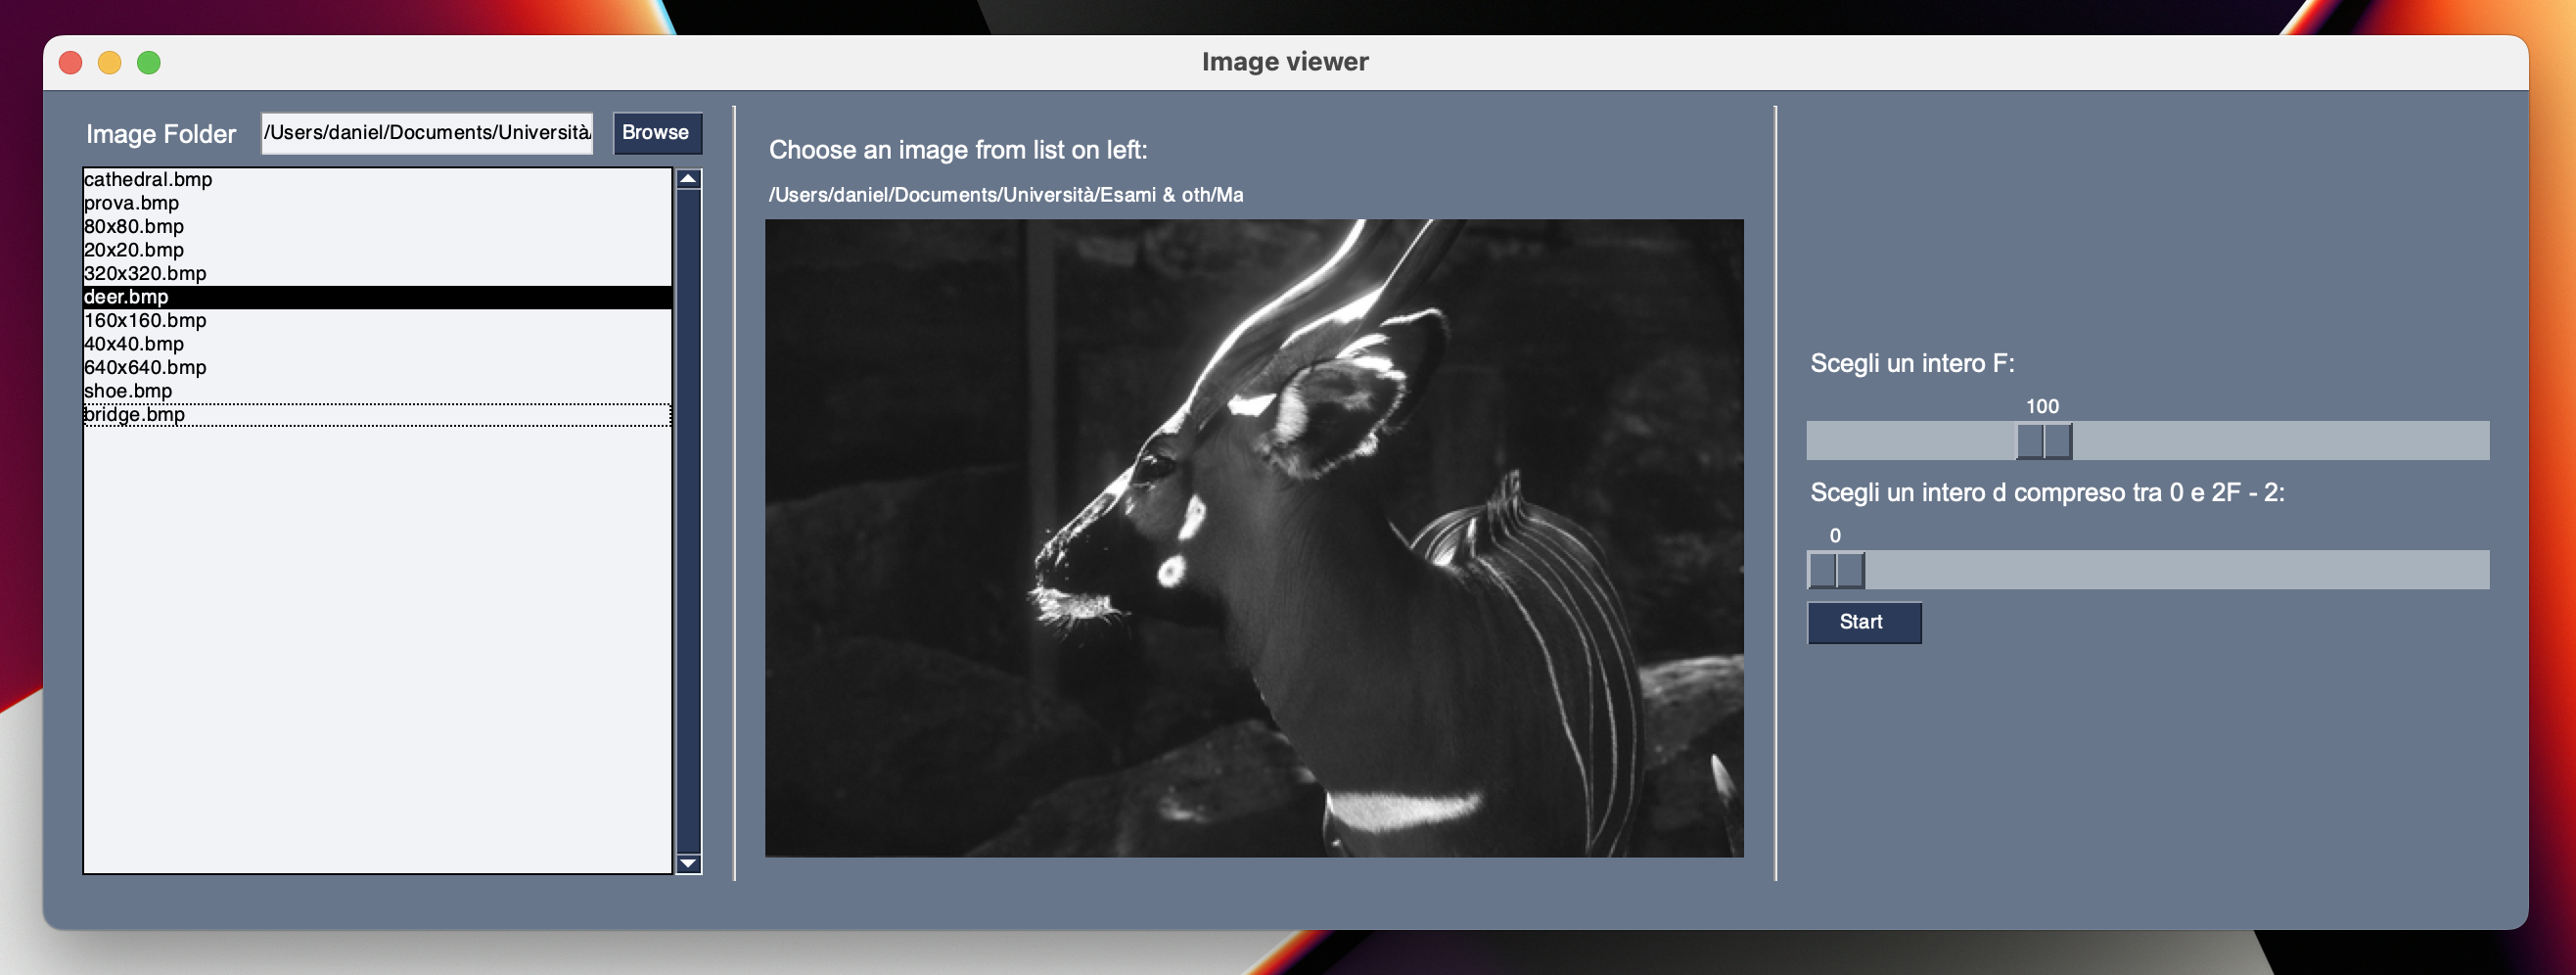 Image viewer
Image Folder
/Users/daniel/Documents/Università/
Browse
cathedral.bmp
prova.bmp
80x80.bmp
20x20.bmp
320x320.bmp
deer.bmp
160x160.bmp
40x40.bmp
640x640.bmp
shoe.bmp
bridge.bmp
Choose an image from list on left:
/Users/daniel/Documents/Università/Esami & oth/Ma
Scegli un intero F:
100
Scegli un intero d compreso tra 0 e 2F - 2:
0
Start